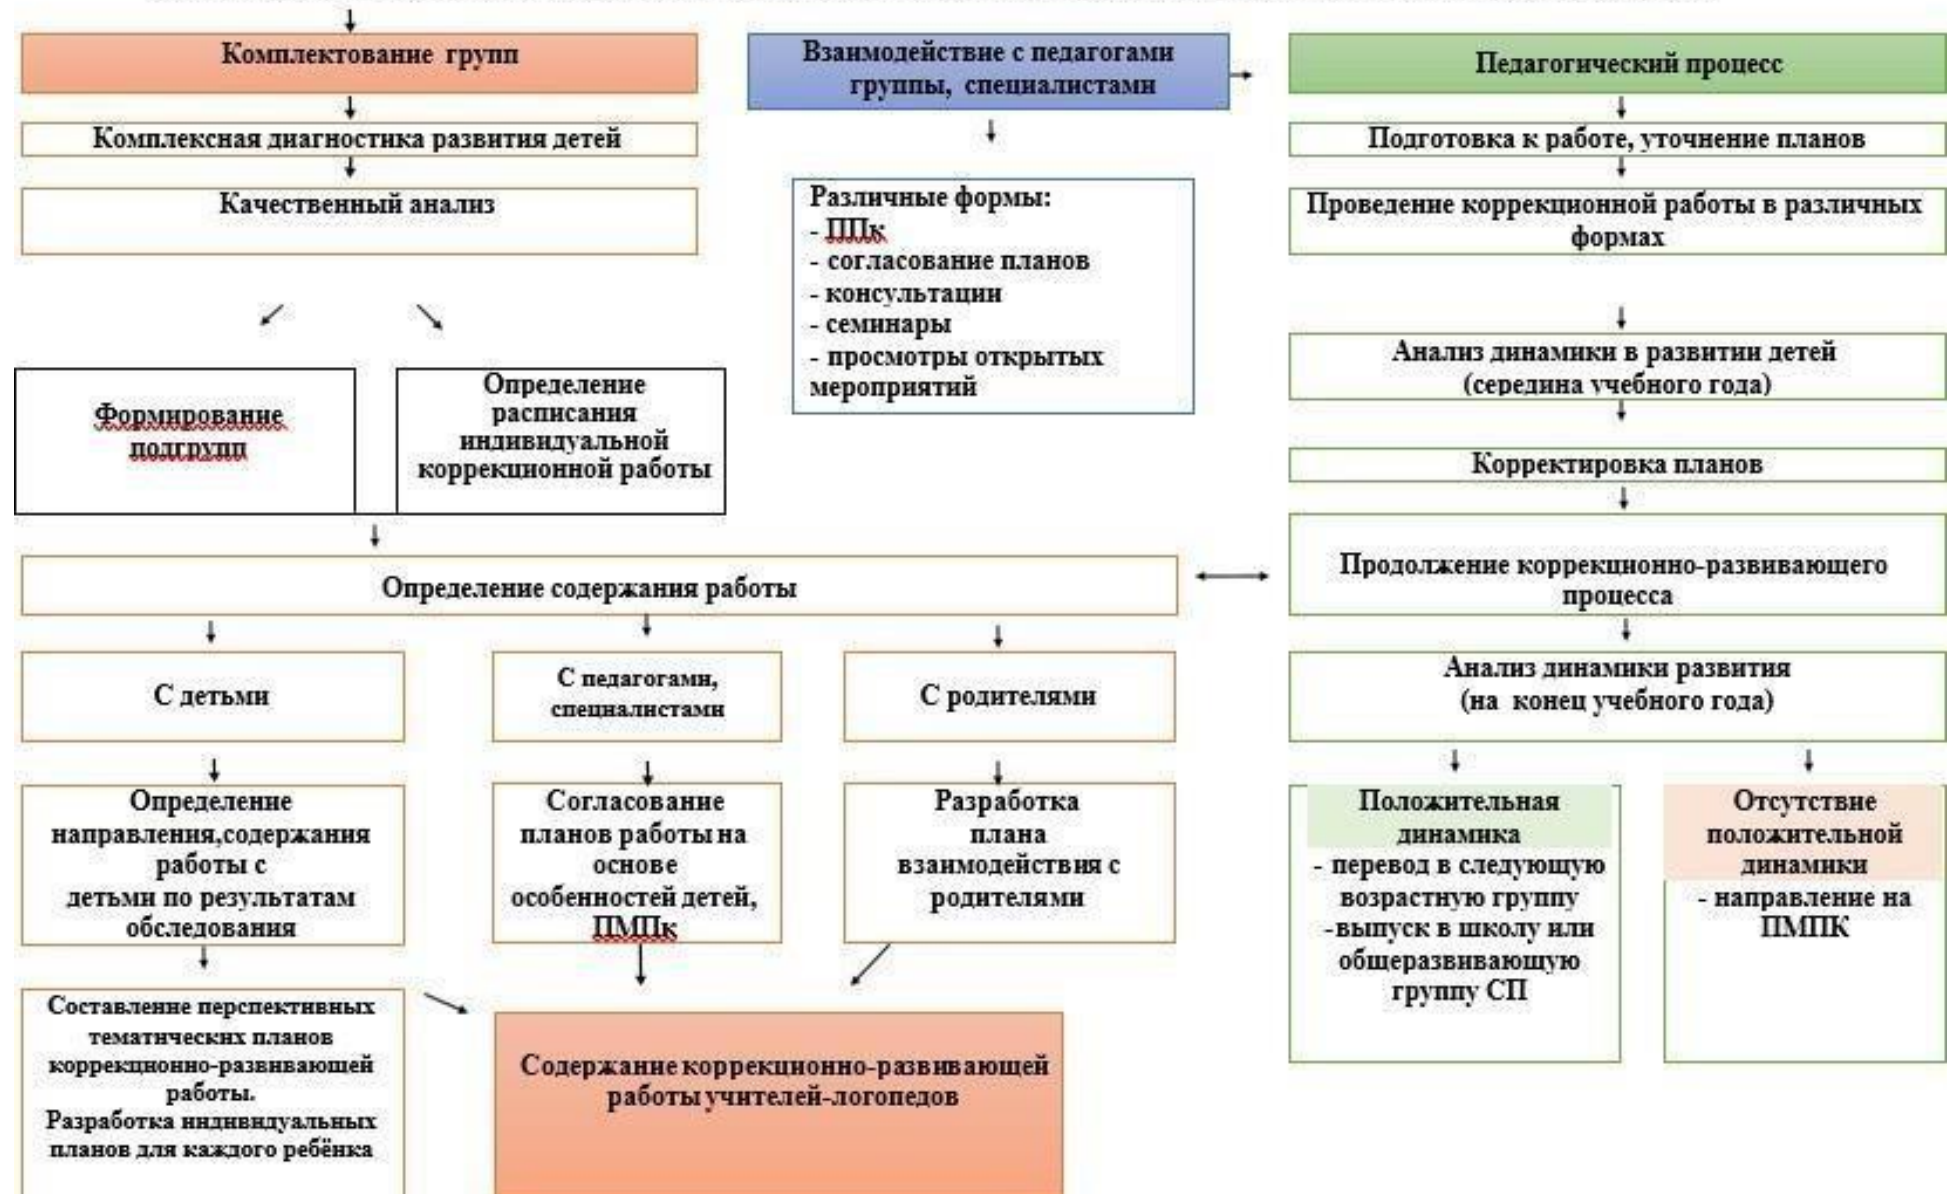 Комплектование групп
Комплексная диагностика развития детей
Качественный анализ
Формирование
подгрупп
Определение
расписания
индивидуальной
коррекционной работы
Взаимодействие с педагогами
группы, специалистами
Различные формы:
- ППк
- согласование планов
- консультации
- семинары
- просмотры открытых
мероприятий
Педагогический процесс
Подготовка к работе, уточнение планов
Проведение коррекционной работы в различных
формах
Анализ динамики в развитии детей
(середина учебного года)
Корректировка планов
Продолжение коррекционно-развивающего
процесса
Анализ динамики развития
(на конец учебного года)
Положительная
динамика
- перевод в следующую
возрастную группу
-выпуск в школу или
общеразвивающую
группу СП
Отсутствие
положительной
динамики
- направление на
ПМПК
Определение содержания работы
С детьми
С педагогами,
специалистами
С родителями
Определение
направления,содержания
работы с
детьми по результатам
обследования
Согласование
планов работы на
основе
особенностей детей,
ПМПк
Разработка
плана
взаимодействия с
родителями
Составление перспективных
тематических планов
коррекционно-развивающей
работы.
Разработка индивидуальных
планов для каждого ребёнка
Содержание коррекционно-развивающей
работы учителей-логопедов